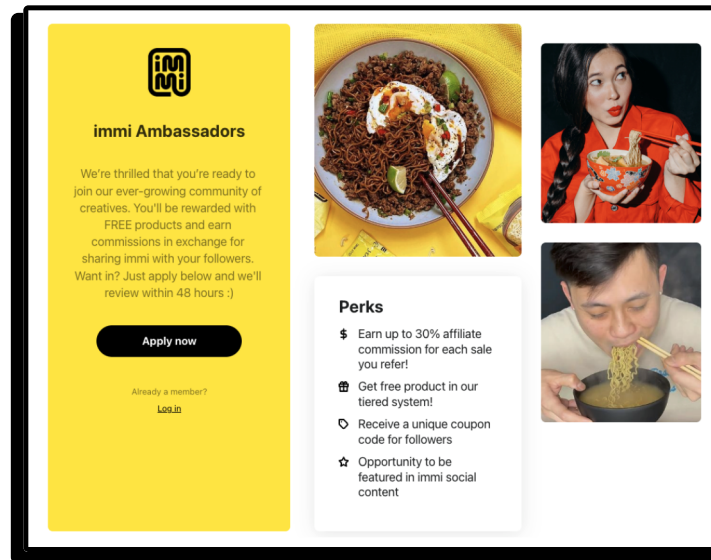 immi
immi Ambassadors
We're thrilled that you're ready to
join our ever-growing community of
creatives. You'll be rewarded with
FREE products and earn
commissions in exchange for
sharing immi with your followers.
Want in? Just apply below and we'll
review within 48 hours :)
Apply now
Already a member?
Log in
Perks
$ Earn up to 30% affiliate
commission for each sale
you refer!
Get free product in our
tiered system!
Receive a unique coupon
code for followers
Opportunity to be
featured in immi social
content